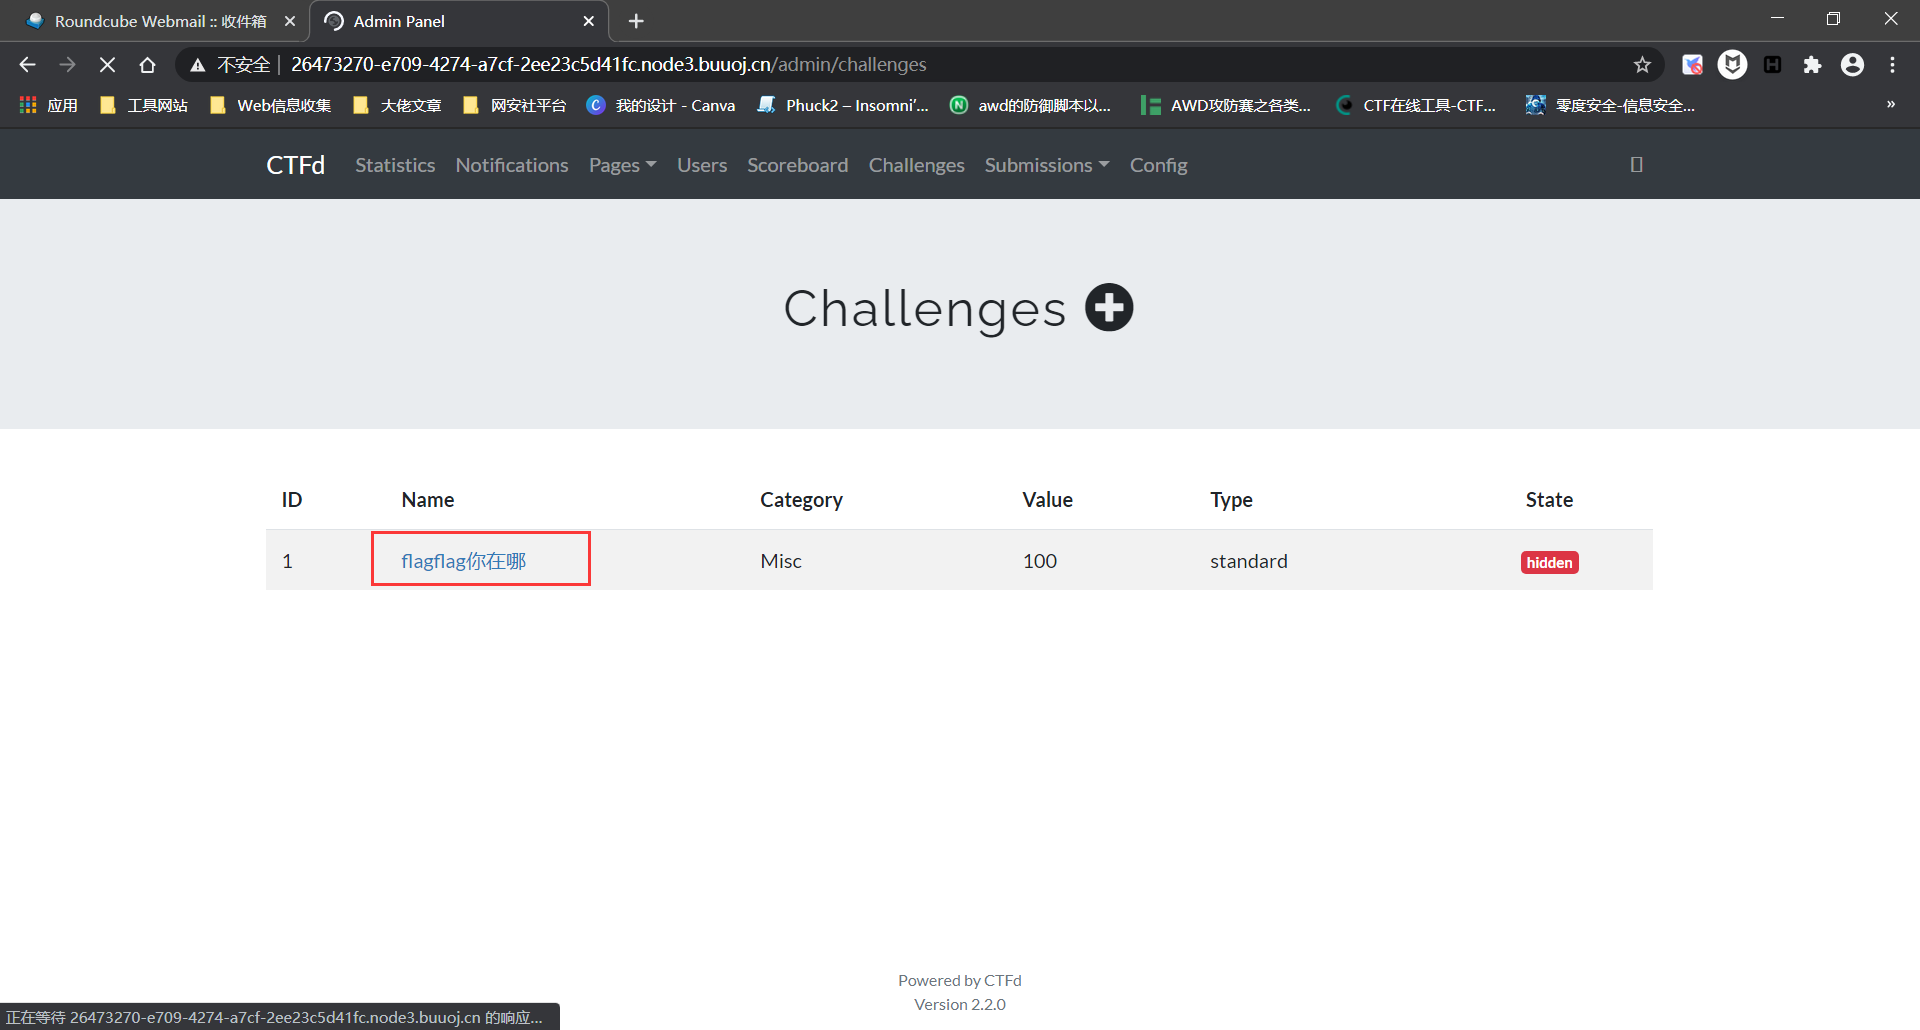 Roundcube Webmail :: 收件箱
Admin Panel
不安全 | 26473270-e709-4274-a7cf-2ee23c5d41fc.node3.buuoj.cn/admin/challenges
应用 工具网站 Web信息收集 大佬文章 网安社平台 我的设计 - Canva Phuck2 – Insomni'... awd的防御脚本以... AWD攻防赛之各类... CTF在线工具-CTF... 零度安全-信息安全... »
CTFd Statistics Notifications Pages Users Scoreboard Challenges Submissions Config
Challenges
ID Name Category Value Type State
1 flagflag你在哪 Misc 100 standard hidden
Powered by CTFd
Version 2.2.0
正在等待 26473270-e709-4274-a7cf-2ee23c5d41fc.node3.buuoj.cn 的响应...